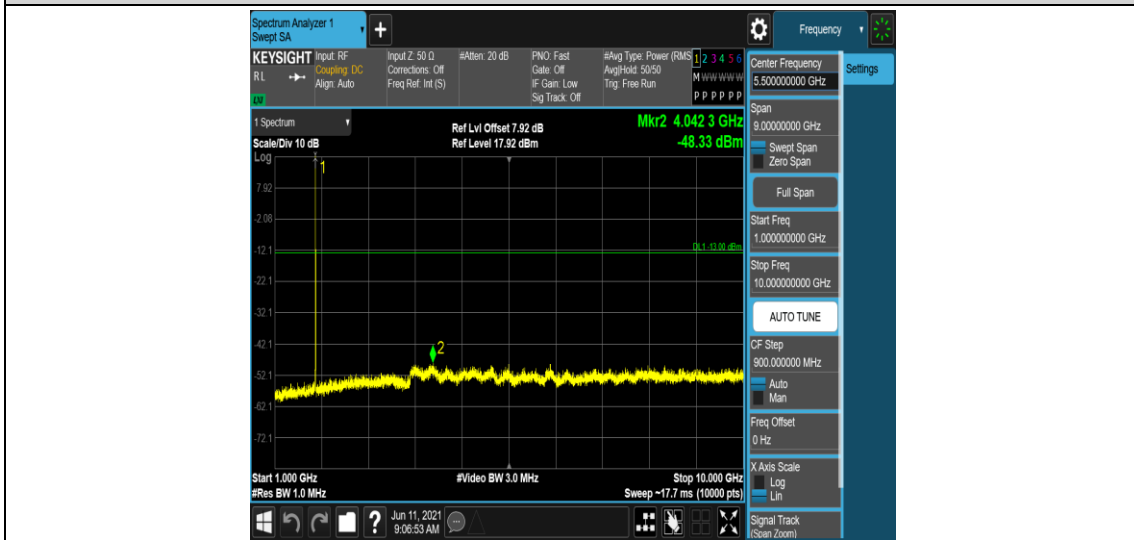 Spectrum Analyzer 1
Swept SA
+
Frequency
KEYSIGHT
RL
LXI
Input: RF
Coupling: DC
Align: Auto
Input Z: 50 Ω
Corrections: Off
Freq Ref: Int (S)
#Atten: 20 dB
PNO: Fast
Gate: Off
IF Gain: Low
Sig Track: Off
#Avg Type: Power (RMS
Avg|Hold: 50/50
Trig: Free Run
1 2 3 4 5 6
M W W W W W
P P P P P P
1 Spectrum
Scale/Div 10 dB
Log
Ref Lvl Offset 7.92 dB
Ref Level 17.92 dBm
Mkr2 4.042 3 GHz
-48.33 dBm
1
7.92
-2.08
-12.1
DL1 -13.00 dBm
-22.1
-32.1
-42.1
2
-52.1
-62.1
-72.1
Start 1.000 GHz
#Res BW 1.0 MHz
#Video BW 3.0 MHz
Stop 10.000 GHz
Sweep ~17.7 ms (10000 pts)
Center Frequency
5.500000000 GHz
Settings
Span
9.00000000 GHz
Swept Span
Zero Span
Full Span
Start Freq
1.000000000 GHz
Stop Freq
10.000000000 GHz
AUTO TUNE
CF Step
900.000000 MHz
Auto
Man
Freq Offset
0 Hz
X Axis Scale
Log
Lin
Signal Track
(Span Zoom)
?
Jun 11, 2021
9:06:53 AM